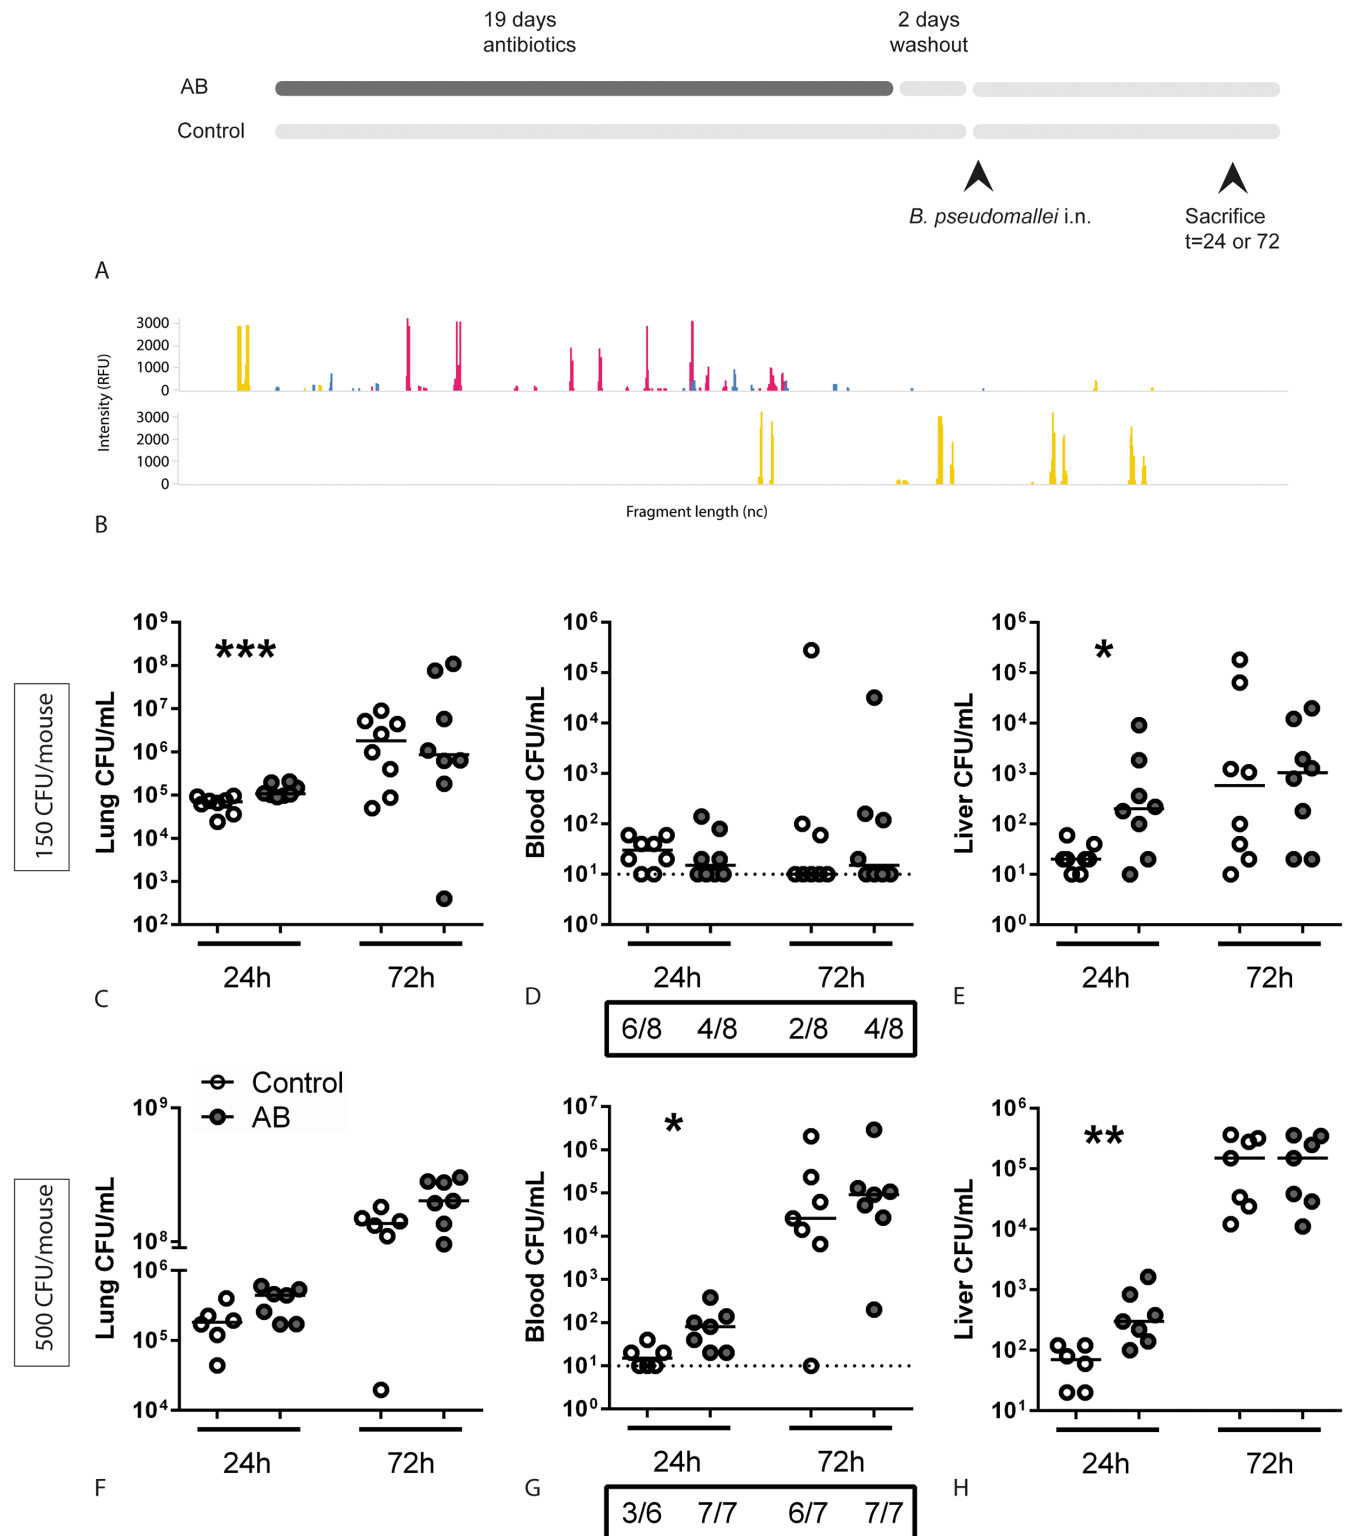 19 days
antibiotics
2 days
washout
AB
Control
B. pseudomallei i.n.
Sacrifice
t=24 or 72
A
Intensity (RFU)
3000
2000
1000
0
3000
2000
1000
0
Fragment length (nc)
B
150 CFU/mouse
Lung CFU/mL
10⁹
10⁸
10⁷
10⁶
10⁵
10⁴
10³
10²
***
24h
72h
C
Blood CFU/mL
10⁶
10⁵
10⁴
10³
10²
10¹
10⁰
24h
72h
D
6/8 4/8 2/8 4/8
Liver CFU/mL
10⁶
10⁵
10⁴
10³
10²
10¹
10⁰
*
24h
72h
E
500 CFU/mouse
Control
AB
Lung CFU/mL
10⁹
10⁸
10⁶
10⁵
10⁴
24h
72h
F
Blood CFU/mL
10⁷
10⁶
10⁵
10⁴
10³
10²
10¹
10⁰
*
24h
72h
G
3/6 7/7 6/7 7/7
Liver CFU/mL
10⁶
10⁵
10⁴
10³
10²
10¹
**
24h
72h
H